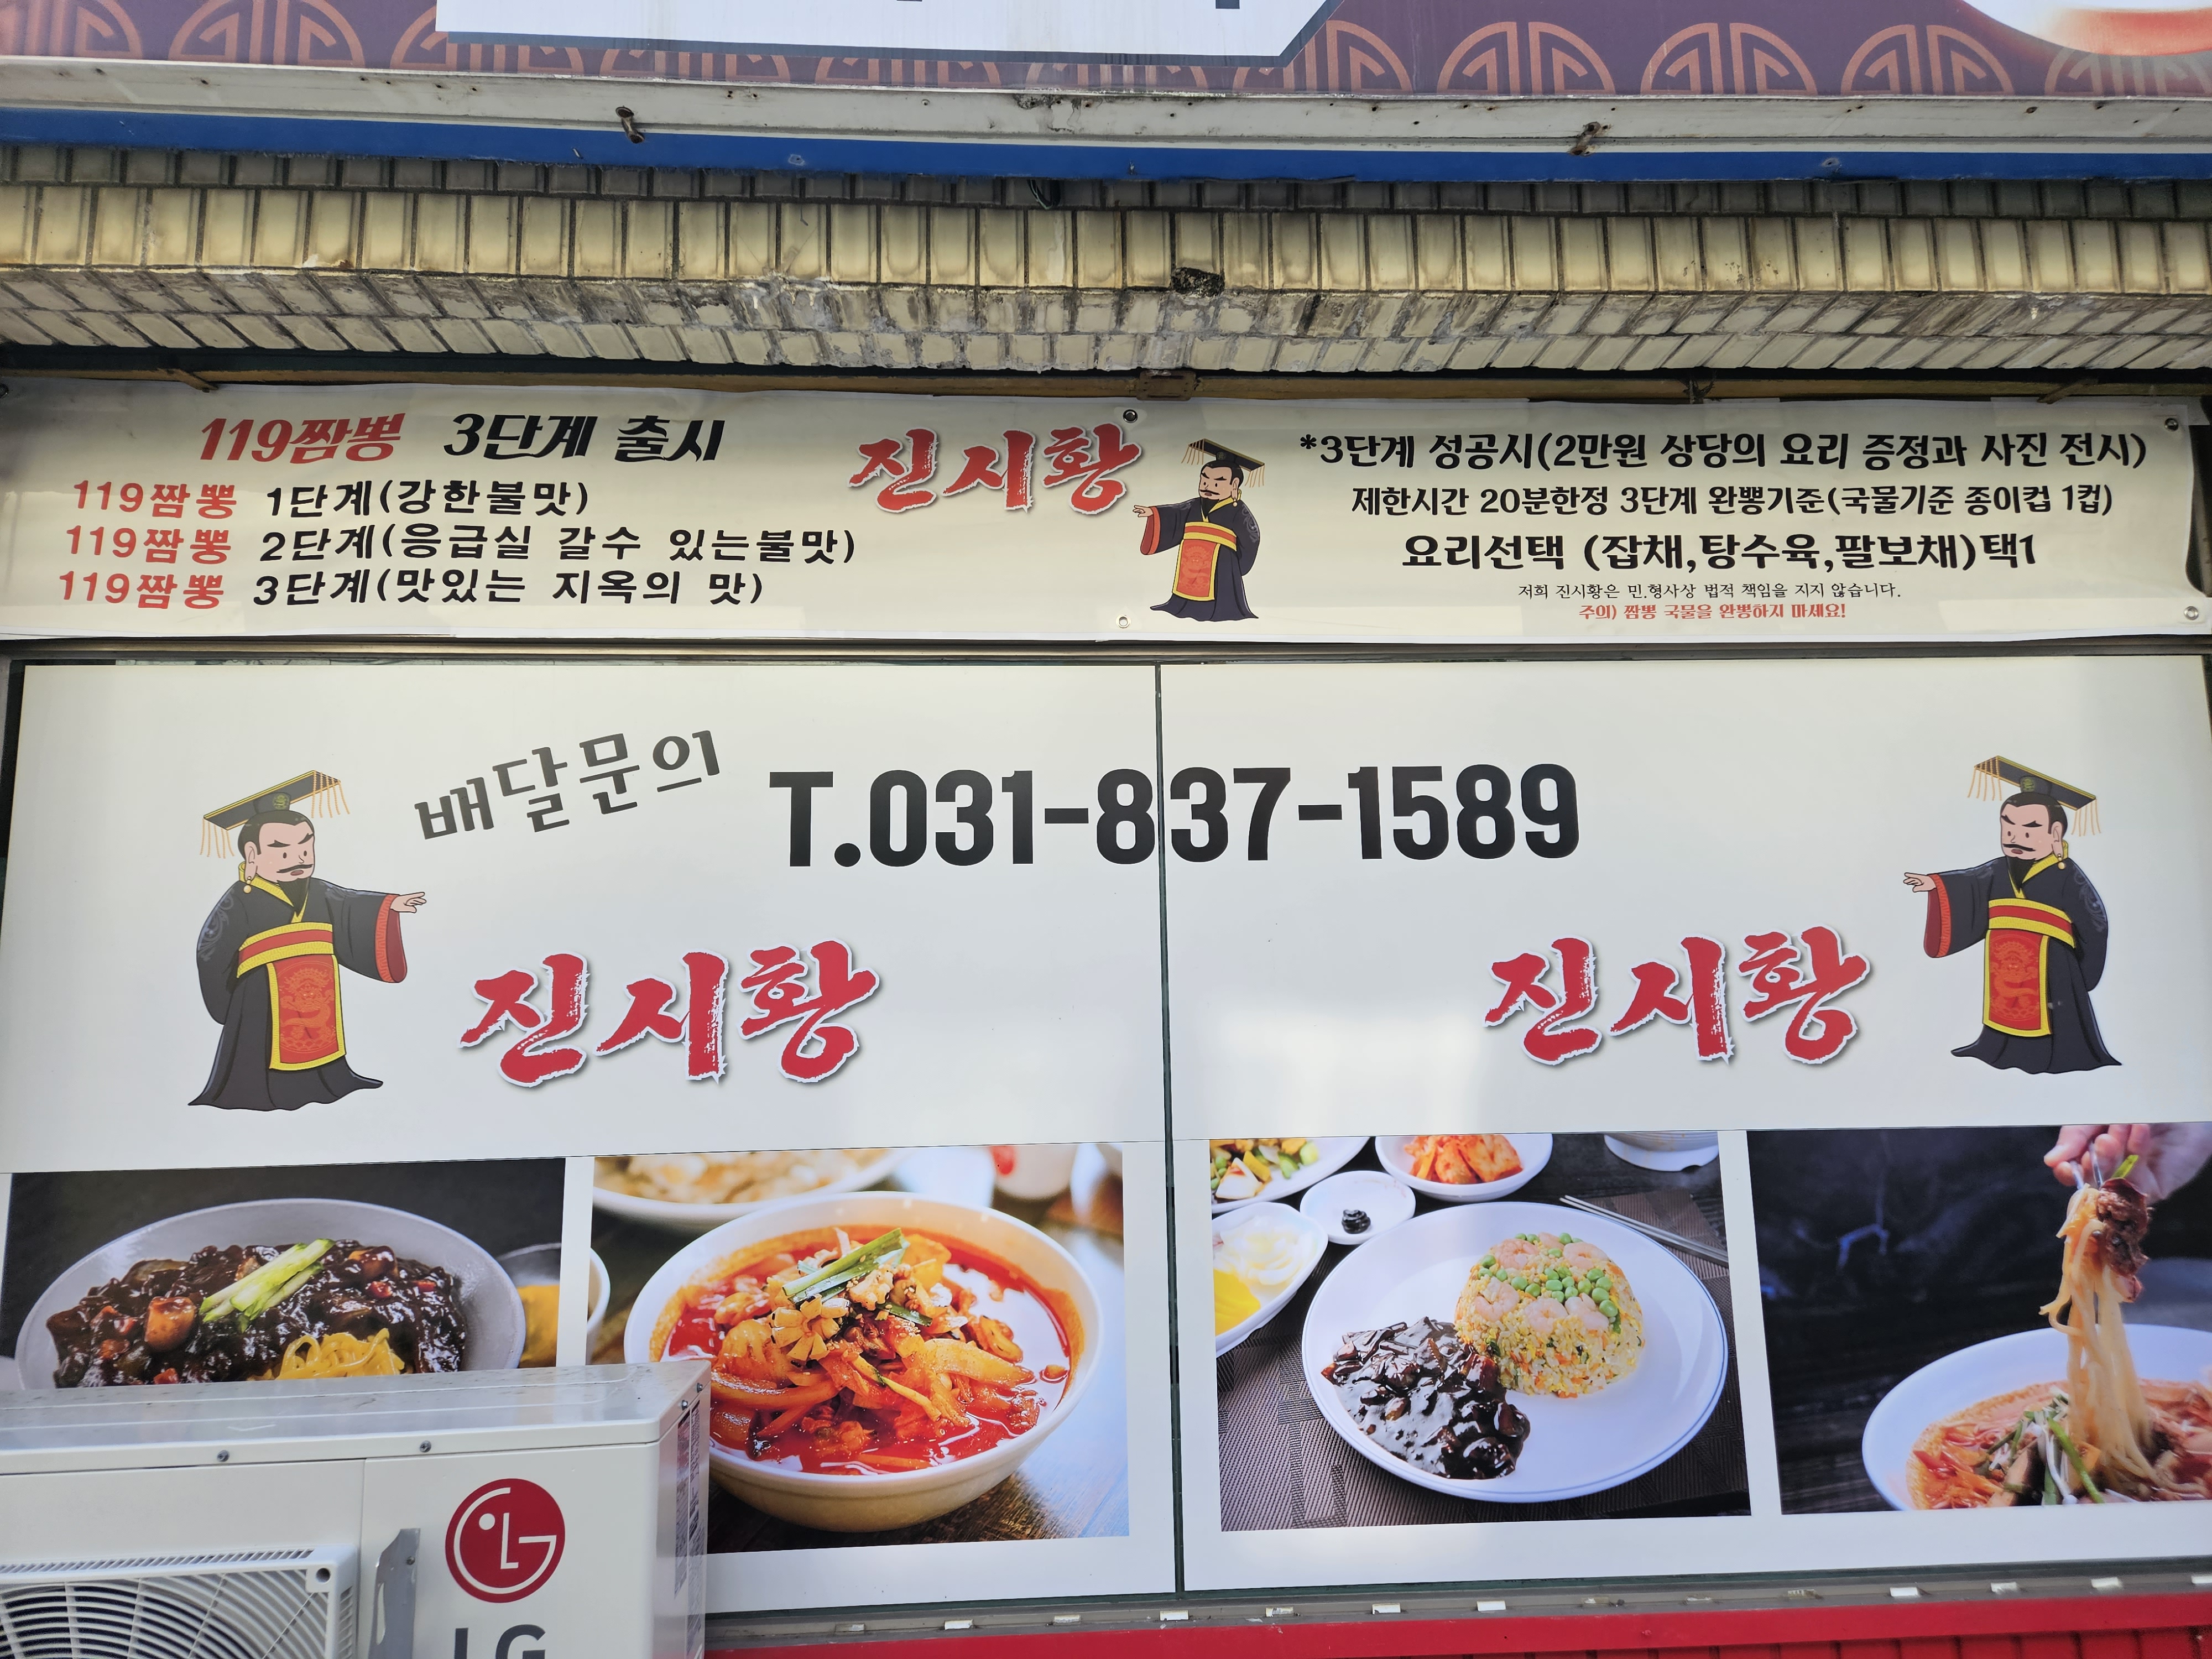 119짬뽕 3단계 출시
119짬뽕 1단계(강한불맛)
119짬뽕 2단계(응급실 갈수 있는불맛)
119짬뽕 3단계(맛있는 지옥의 맛)
진시황
*3단계 성공시(2만원 상당의 요리 증정과 사진 전시)
제한시간 20분한정 3단계 완뽕기준(국물기준 종이컵 1컵)
요리선택 (잡채,탕수육,팔보채)택1
저희 진시황은 민.형사상 법적 책임을 지지 않습니다.
주의) 짬뽕 국물을 완뽕하지 마세요!
배달문의 T.031-837-1589
진시황
진시황
LG